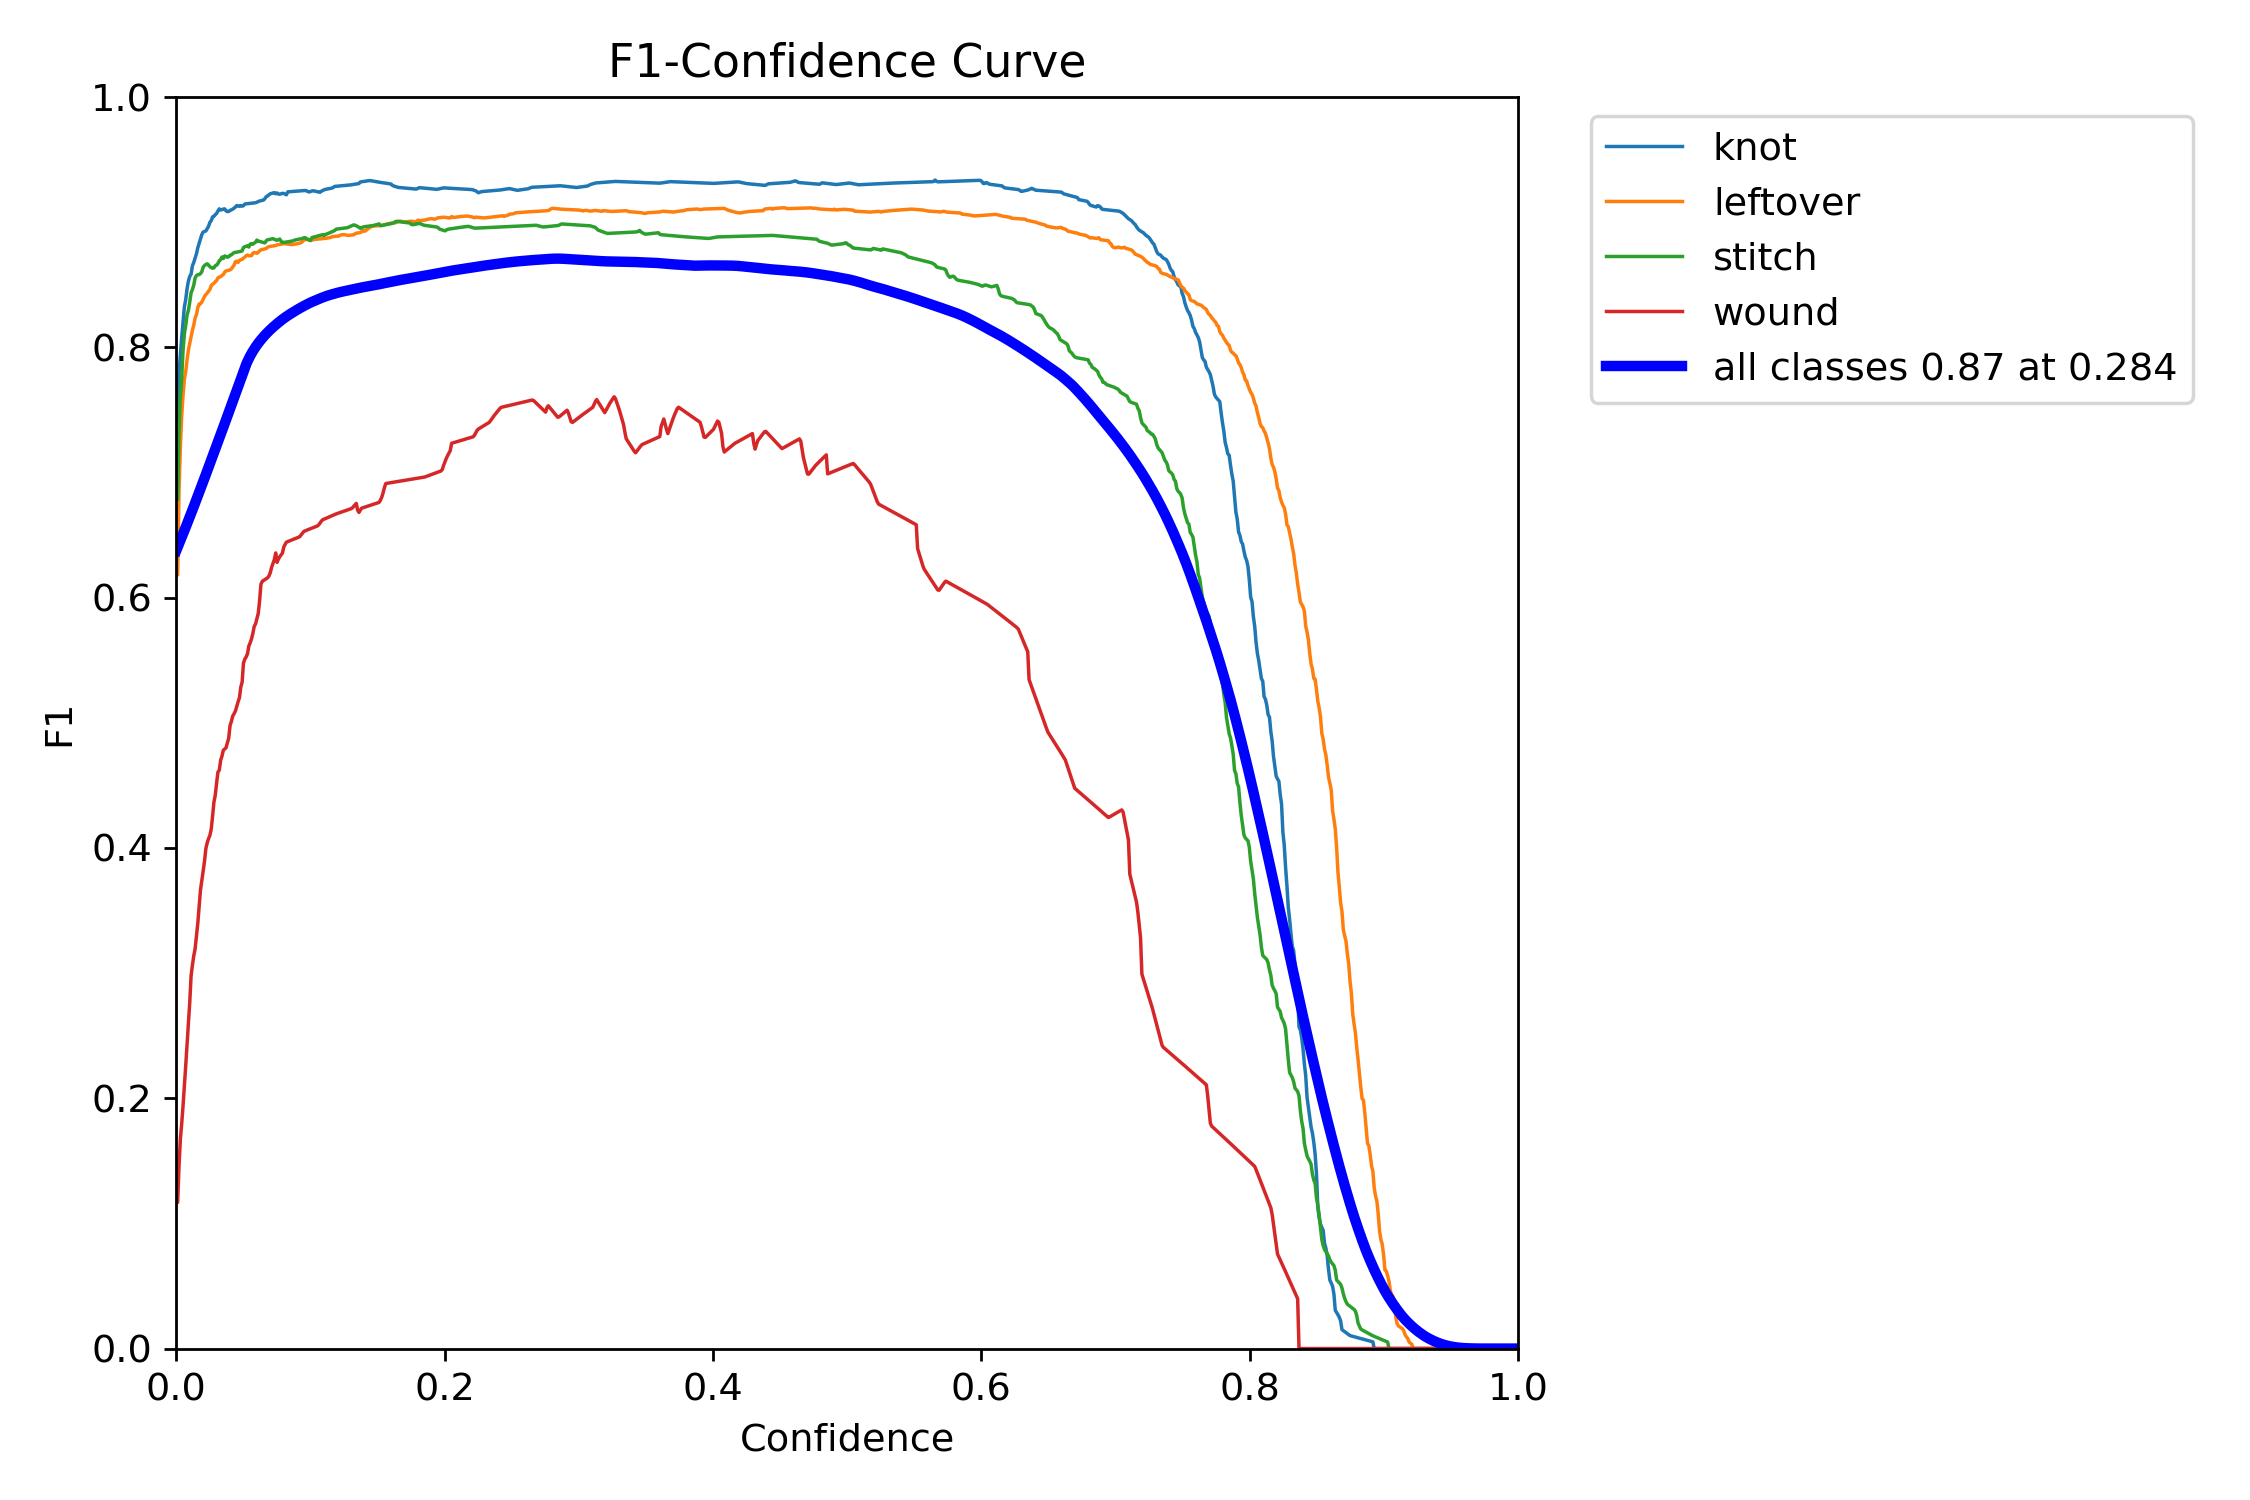 F1-Confidence Curve
1.0
0.8
0.6
0.4
0.2
0.0
F1
0.0 0.2 0.4 0.6 0.8 1.0
Confidence
knot
leftover
stitch
wound
all classes 0.87 at 0.284